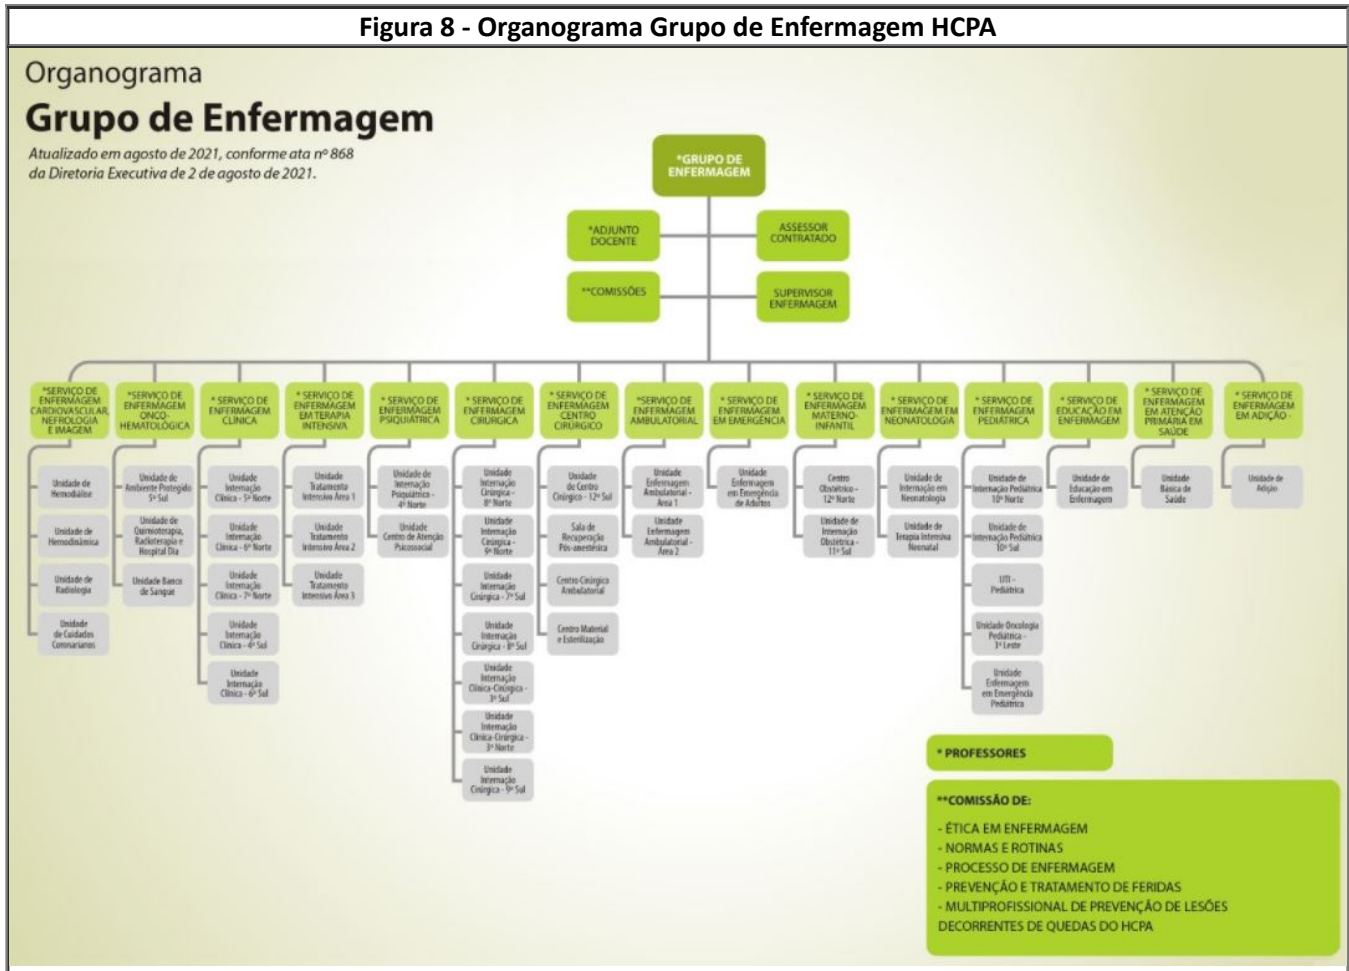 Figura 8 - Organograma Grupo de Enfermagem HCPA
Organograma
Grupo de Enfermagem
Atualizado em agosto de 2021, conforme ata nº 868
da Diretoria Executiva de 2 de agosto de 2021.
*GRUPO DE
ENFERMAGEM
*ADJUNTO
DOCENTE
ASSESSOR
CONTRATADO
**COMISSÕES
SUPERVISOR
ENFERMAGEM
*SERVIÇO DE
ENFERMAGEM
CARDIOVASCULAR,
NEFROLOGIA
E IMAGEM
*SERVIÇO DE
ENFERMAGEM
ONCO-
HEMATOLÓGICA
* SERVIÇO DE
ENFERMAGEM
CLÍNICA
* SERVIÇO DE
ENFERMAGEM
EM TERAPIA
INTENSIVA
* SERVIÇO DE
ENFERMAGEM
PSIQUIÁTRICA
* SERVIÇO DE
ENFERMAGEM
CIRÚRGICA
* SERVIÇO DE
ENFERMAGEM
CENTRO
CIRÚRGICO
*SERVIÇO DE
ENFERMAGEM
AMBULATORIAL
* SERVIÇO DE
ENFERMAGEM
EM EMERGÊNCIA
* SERVIÇO DE
ENFERMAGEM
MATERNO-
INFANTIL
* SERVIÇO DE
ENFERMAGEM EM
NEONATOLOGIA
* SERVIÇO DE
ENFERMAGEM
PEDIÁTRICA
* SERVIÇO DE
EDUCAÇÃO EM
ENFERMAGEM
* SERVIÇO DE
ENFERMAGEM
EM ATENÇÃO
PRIMÁRIA EM
SAÚDE
* SERVIÇO DE
ENFERMAGEM
EM ADIÇÃO -
Unidade de
Hemodiálise
Unidade de
Hemodinâmica
Unidade de
Radiologia
Unidade
de Cuidados
Coronarianos
Unidade de
Ambiente Protegido
5º Sul
Unidade de
Quimioterapia,
Radioterapia e
Hospital Dia
Unidade Banco
de Sangue
Unidade
Internação
Clínica - 5º Norte
Unidade
Internação
Clínica - 6º Norte
Unidade
Internação
Clínica - 7º Norte
Unidade
Internação
Clínica - 4º Sul
Unidade
Internação
Clínica - 6º Sul
Unidade
Tratamento
Intensivo Área 1
Unidade
Tratamento
Intensivo Área 2
Unidade
Tratamento
Intensivo Área 3
Unidade de
Internação
Psiquiátrica -
4º Norte
Unidade
Centro de Atenção
Psicossocial
Unidade
Internação
Cirúrgica -
8º Norte
Unidade
Internação
Cirúrgica -
9º Norte
Unidade
Internação
Cirúrgica - 7º Sul
Unidade
Internação
Cirúrgica - 8º Sul
Unidade
Internação
Clínica-Cirúrgica -
3º Sul
Unidade
Internação
Clínica-Cirúrgica -
3º Norte
Unidade
Internação
Cirúrgica - 9º Sul
Unidade
de Centro
Cirúrgico - 12º Sul
Sala de
Recuperação
Pós-anestésica
Centro Cirúrgico
Ambulatorial
Centro Material
e Esterilização
Unidade
Enfermagem
Ambulatorial -
Área 1
Unidade
Enfermagem
Ambulatorial -
Área 2
Unidade
Enfermagem
em Emergência
de Adultos
Centro
Obstétrico -
12º Norte
Unidade de
Internação
Obstétrica -
11º Sul
Unidade de
Internação em
Neonatologia
Unidade de
Terapia Intensiva
Neonatal
Unidade de
Internação Pediátrica
10º Norte
Unidade de
Internação Pediátrica
10º Sul
UTI -
Pediátrica
Unidade Oncologia
Pediátrica -
3º Leste
Unidade
Enfermagem
em Emergência
Pediátrica
Unidade de
Educação em
Enfermagem
Unidade
Básica de
Saúde
Unidade de
Adição
* PROFESSORES
**COMISSÃO DE:
- ÉTICA EM ENFERMAGEM
- NORMAS E ROTINAS
- PROCESSO DE ENFERMAGEM
- PREVENÇÃO E TRATAMENTO DE FERIDAS
- MULTIPROFISSIONAL DE PREVENÇÃO DE LESÕES
DECORRENTES DE QUEDAS DO HCPA